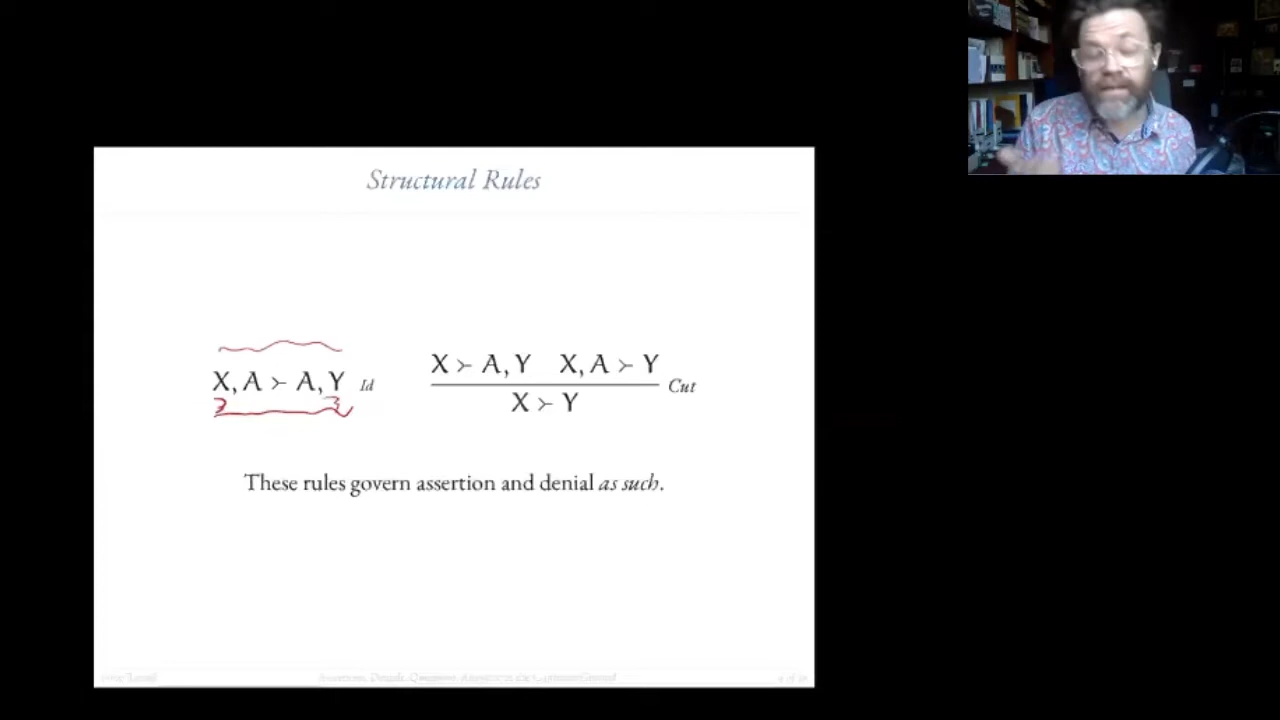 Structural Rules
X, A ≻ A, Y Id
X ≻ A, Y X, A ≻ Y
X ≻ Y Cut
These rules govern assertion and denial as such.